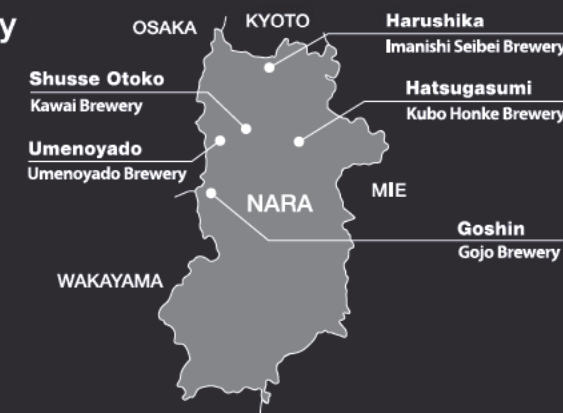 y
OSAKA
KYOTO
Harushika
Imanishi Seibei Brewery
Shusse Otoko
Kawai Brewery
Hatsugasumi
Kubo Honke Brewery
Umenoyado
Umenoyado Brewery
NARA
MIE
Goshin
Gojo Brewery
WAKAYAMA